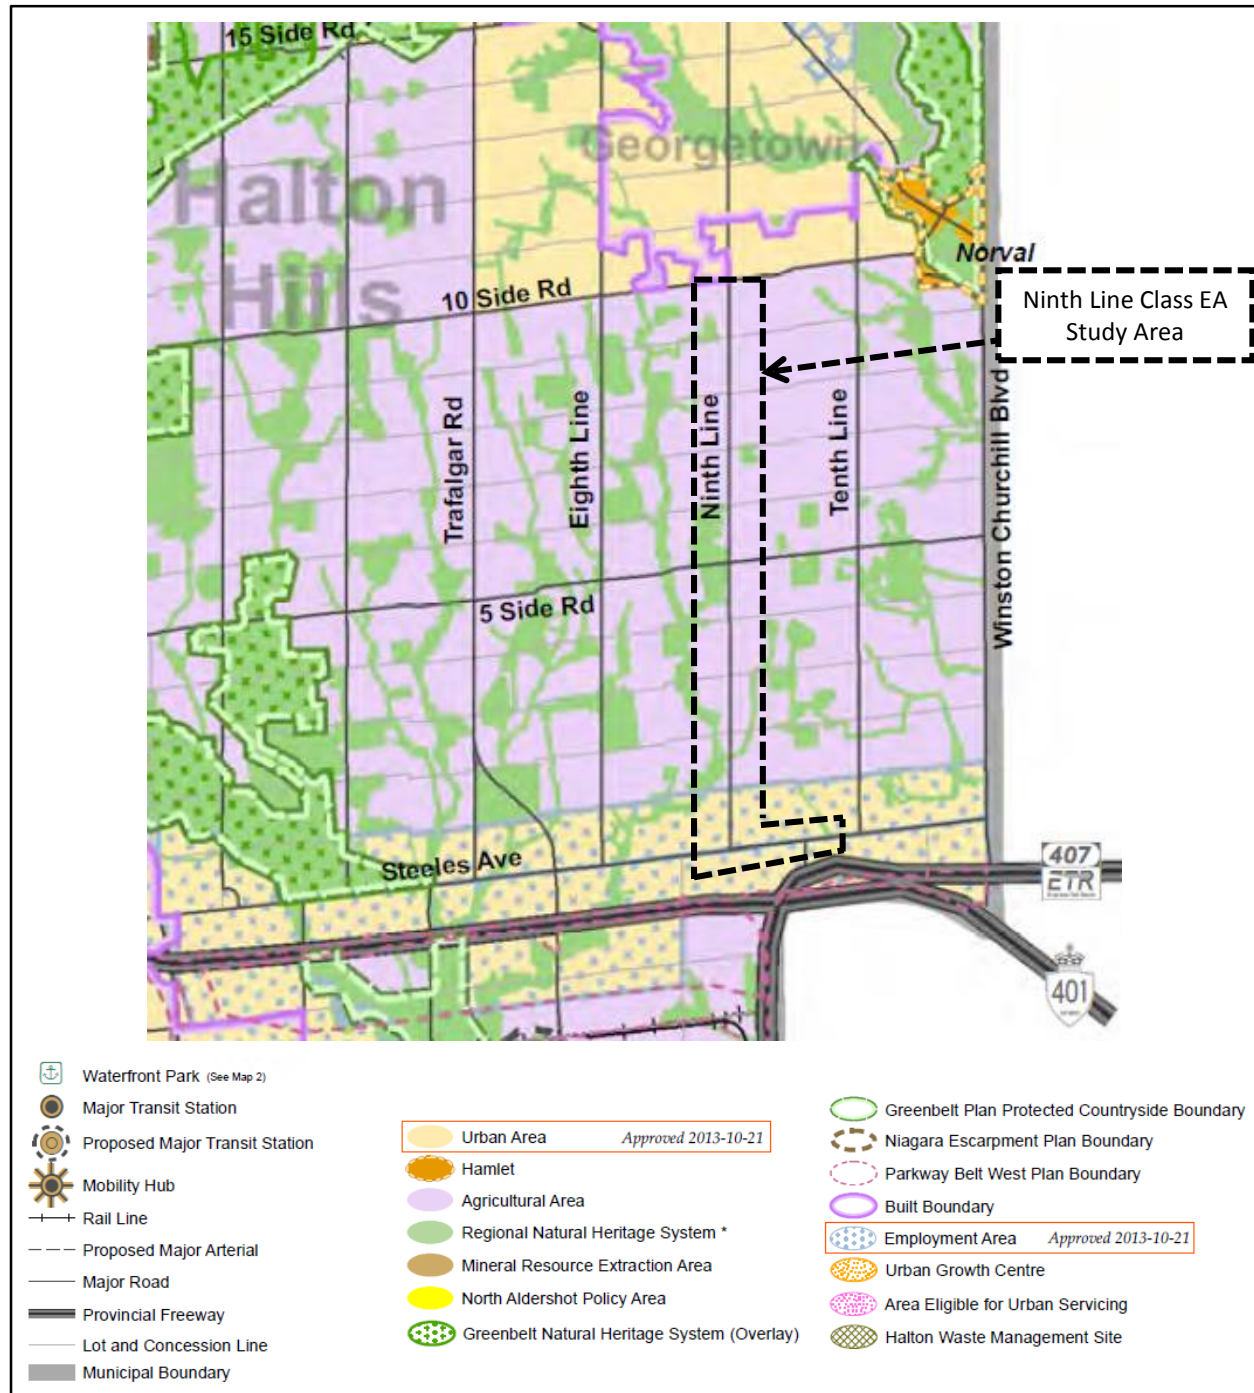 15 Side Rd
Georgetown
Halton
Hills
Norval
10 Side Rd
Ninth Line Class EA
Study Area
Trafalgar Rd
Eighth Line
Ninth Line
Tenth Line
Winston Churchill Blvd
5 Side Rd
Steeles Ave
407
ETR
401
Waterfront Park (See Map 2)
Major Transit Station
Proposed Major Transit Station
Mobility Hub
Rail Line
Proposed Major Arterial
Major Road
Provincial Freeway
Lot and Concession Line
Municipal Boundary
Urban Area Approved 2013-10-21
Hamlet
Agricultural Area
Regional Natural Heritage System *
Mineral Resource Extraction Area
North Aldershot Policy Area
Greenbelt Natural Heritage System (Overlay)
Greenbelt Plan Protected Countryside Boundary
Niagara Escarpment Plan Boundary
Parkway Belt West Plan Boundary
Built Boundary
Employment Area Approved 2013-10-21
Urban Growth Centre
Area Eligible for Urban Servicing
Halton Waste Management Site